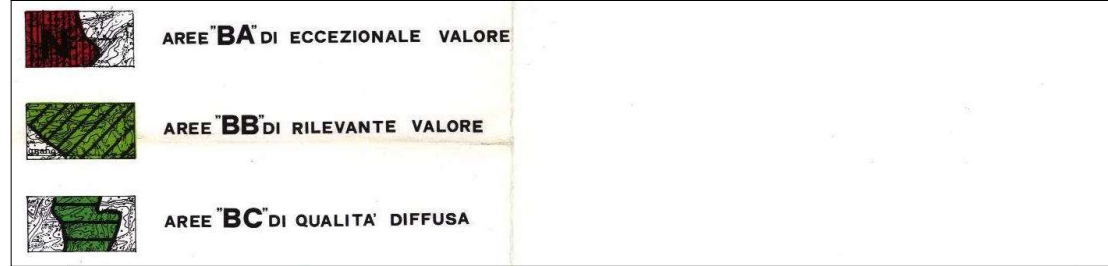 N
AREE "BA" DI ECCEZIONALE VALORE
AREE "BB" DI RILEVANTE VALORE
AREE "BC" DI QUALITA' DIFFUSA